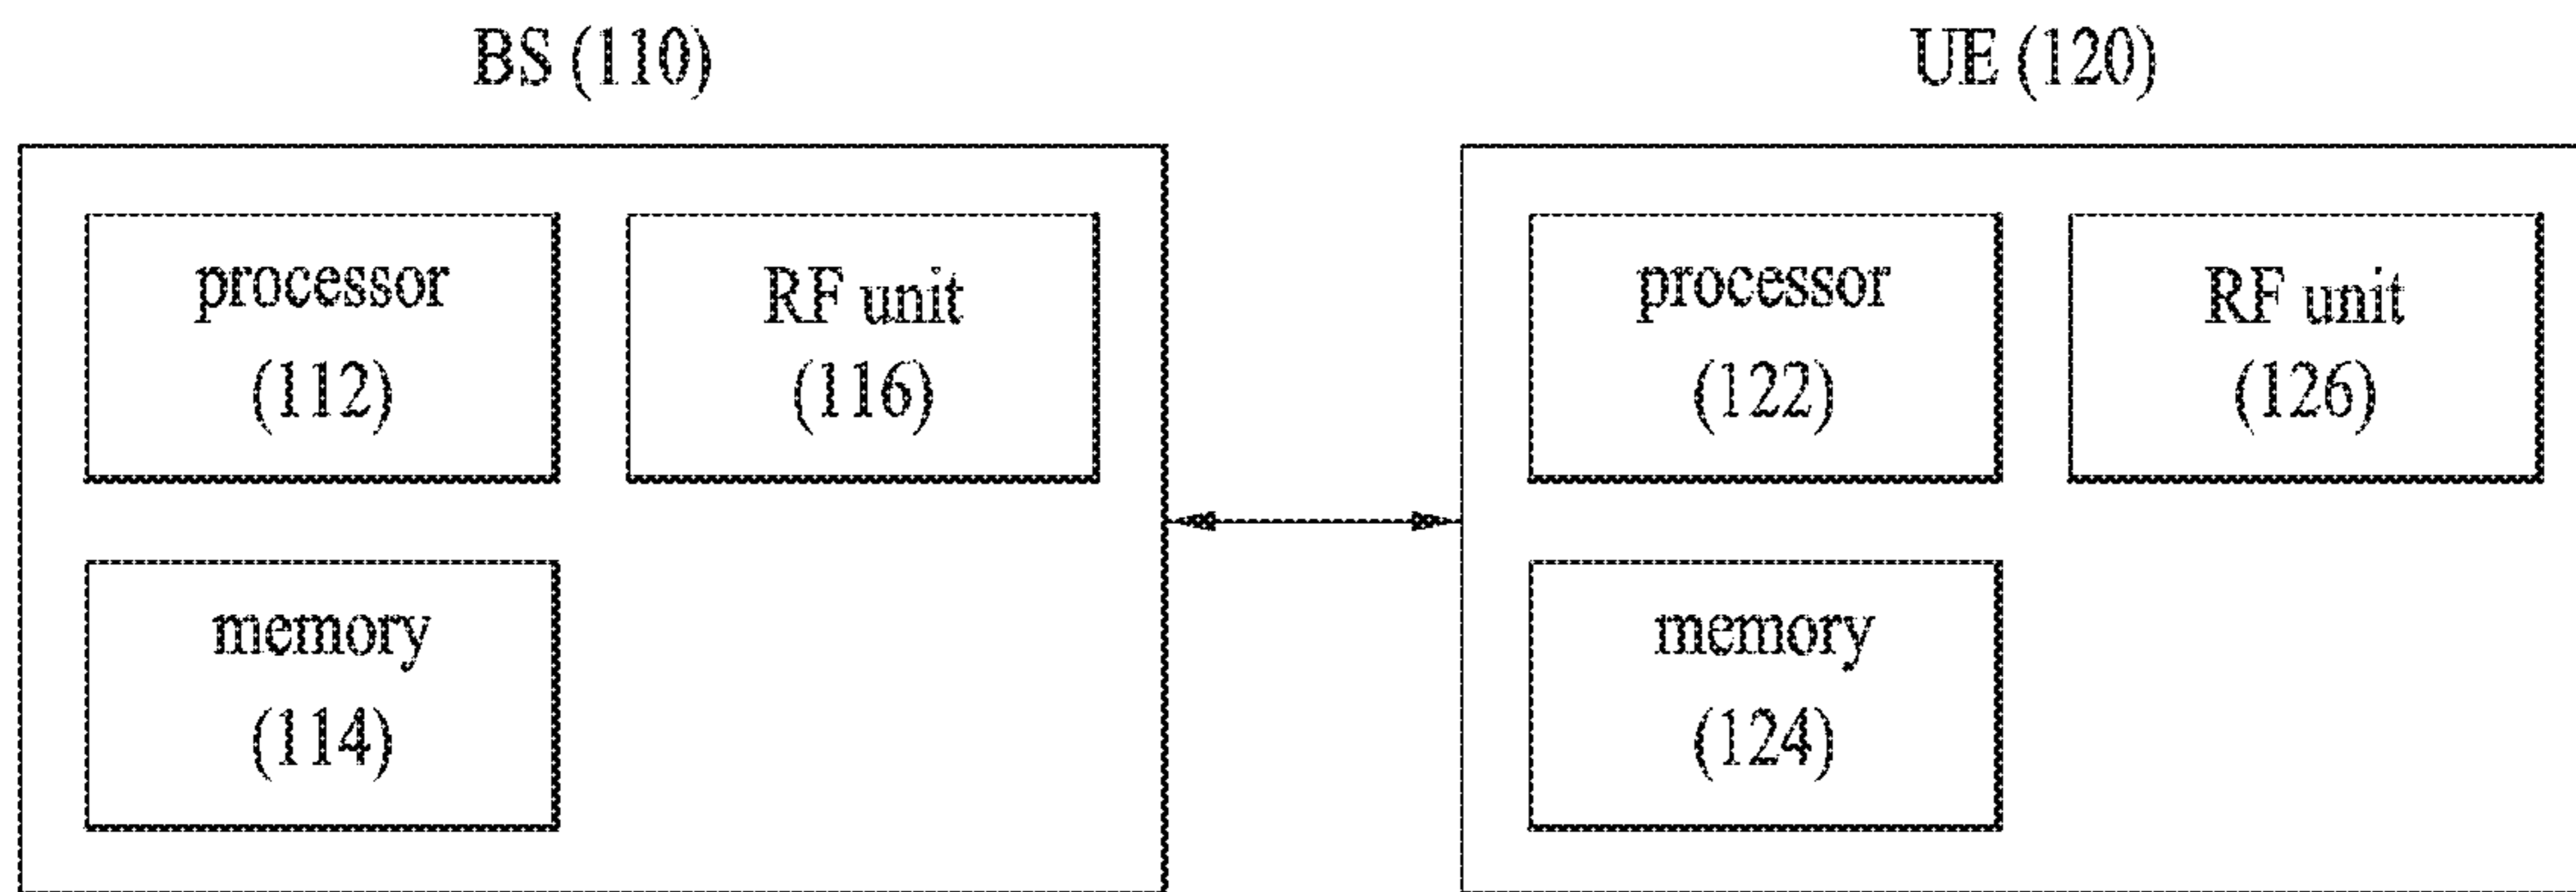 BS (110)
processor
(112)
RF unit
(116)
memory
(114)
UE (120)
processor
(122)
RF unit
(126)
memory
(124)